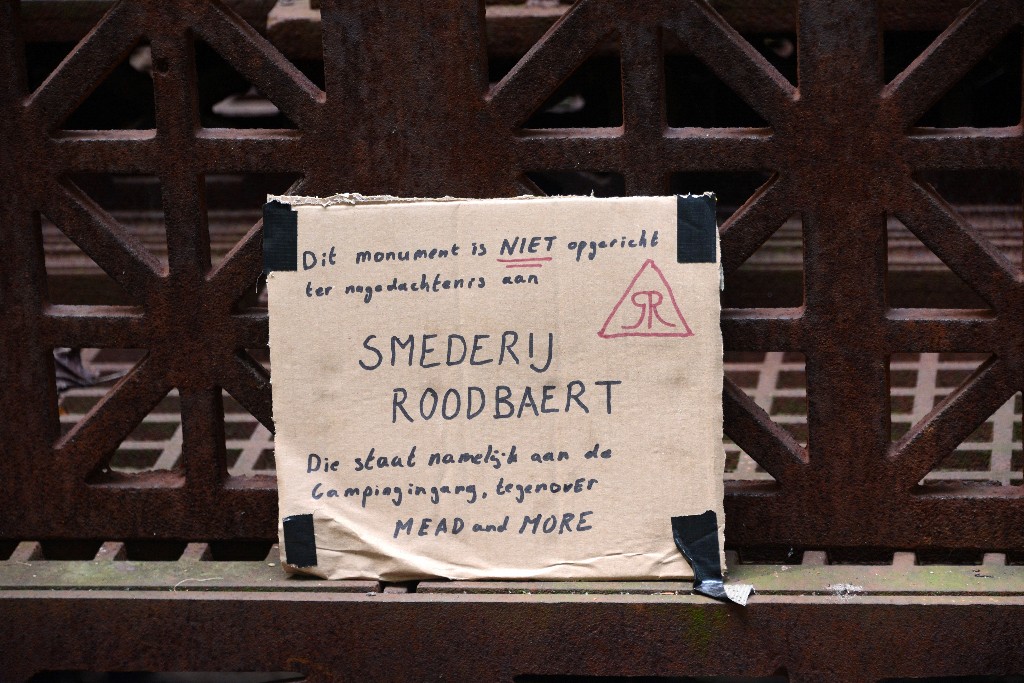 Dit monument is NIET opgericht
ter nagedachtenis aan
SR
SMEDERIJ
ROODBAERT
Die staat namelijk aan de
Campingingang, tegenover
MEAD and MORE